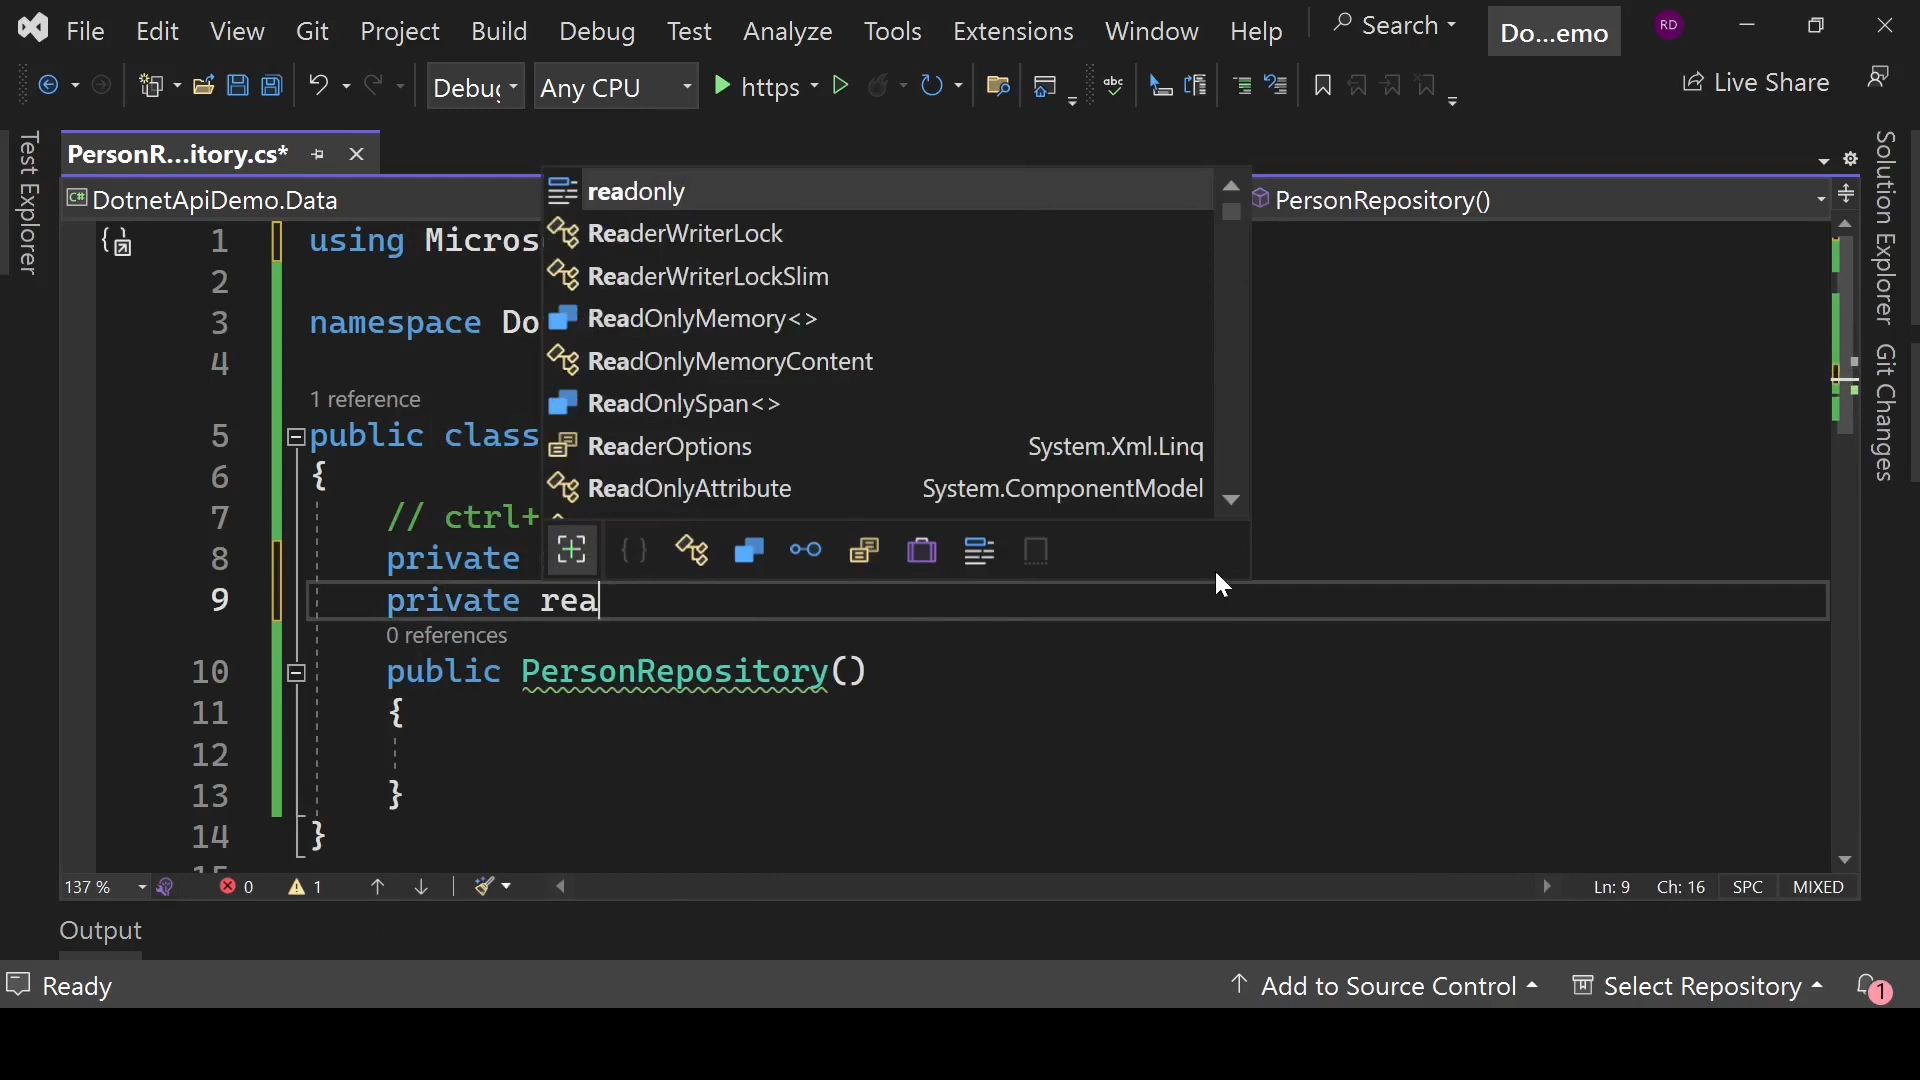 File Edit View Git Project Build Debug Test Analyze Tools Extensions Window Help Search Do...emo RD
Debug Any CPU https abc Live Share
Test Explorer
PersonR...itory.cs*
DotnetApiDemo.Data PersonRepository()
readonly
ReaderWriterLock
ReaderWriterLockSlim
ReadOnlyMemory<>
ReadOnlyMemoryContent
ReadOnlySpan<>
ReaderOptions System.Xml.Linq
ReadOnlyAttribute System.ComponentModel
1 using Micros
2
3 namespace Do
4
1 reference
5 public class
6 {
7 // ctrl+
8 private
9 private rea
0 references
10 public PersonRepository()
11 {
12
13 }
14 }
Solution Explorer
Git Changes
137 % 0 1 Ln: 9 Ch: 16 SPC MIXED
Output
Ready Add to Source Control Select Repository 1